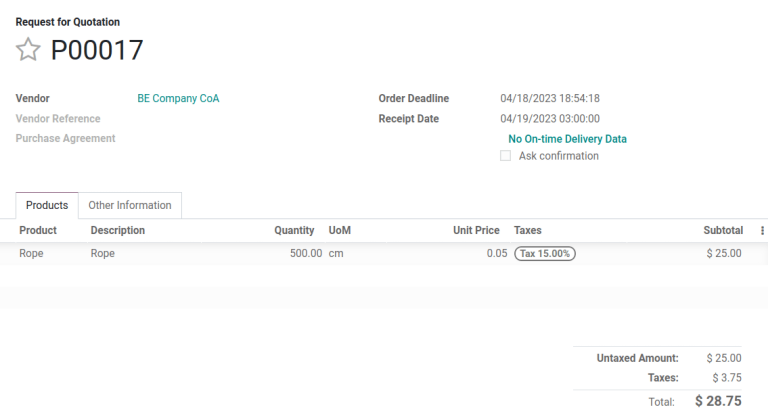 Request for Quotation
P00017
Vendor BE Company CoA Order Deadline 04/18/2023 18:54:18
Vendor Reference Receipt Date 04/19/2023 03:00:00
Purchase Agreement No On-time Delivery Data
Ask confirmation
Products Other Information
Product Description Quantity UoM Unit Price Taxes Subtotal
Rope Rope 500.00 cm 0.05 Tax 15.00% $ 25.00
Untaxed Amount: $ 25.00
Taxes: $ 3.75
Total: $ 28.75